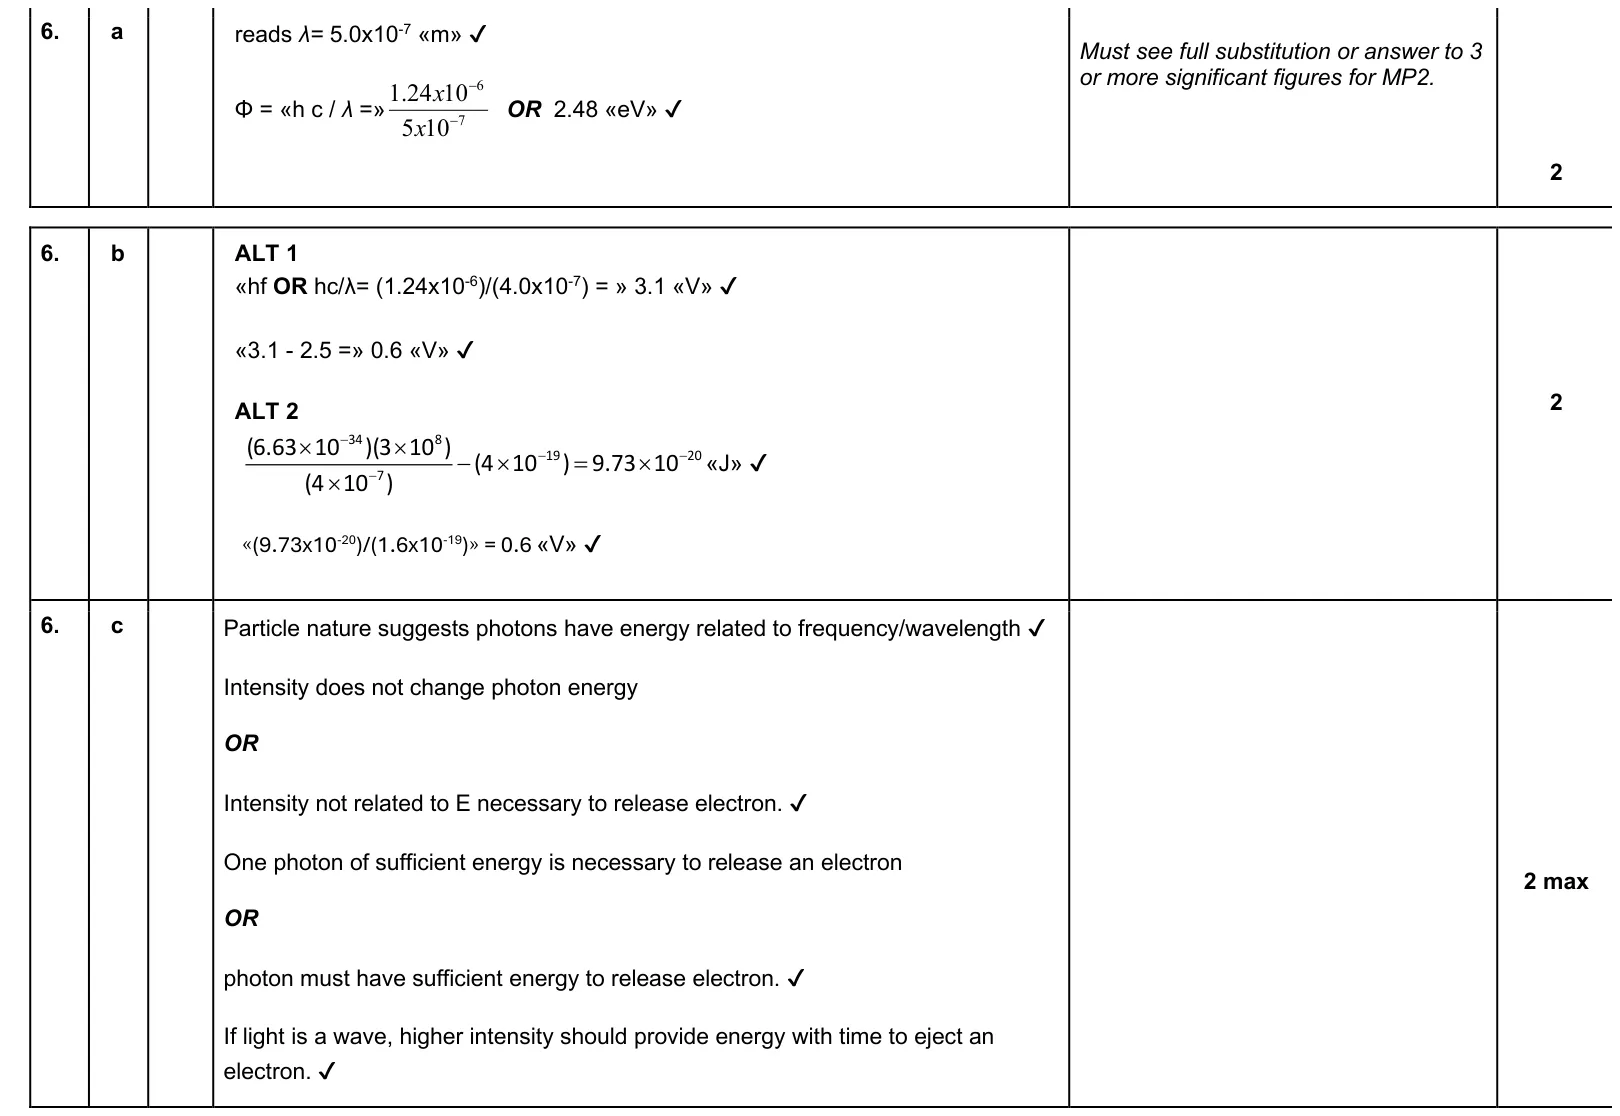 6. a reads λ= 5.0x10⁻⁷ «m» ✓
Must see full substitution or answer to 3
or more significant figures for MP2.
Φ = «h c / λ =» 1.24x10⁻⁶ / 5x10⁻⁷ OR 2.48 «eV» ✓
2
6. b ALT 1
«hf OR hc/λ= (1.24x10⁻⁶)/(4.0x10⁻⁷) = » 3.1 «V» ✓
«3.1 - 2.5 =» 0.6 «V» ✓
2
ALT 2
(6.63×10⁻³⁴)(3×10⁸) / (4×10⁻⁷) − (4×10⁻¹⁹) = 9.73×10⁻²⁰ «J» ✓
«(9.73x10⁻²⁰)/(1.6x10⁻¹⁹)» = 0.6 «V» ✓
6. c Particle nature suggests photons have energy related to frequency/wavelength ✓
Intensity does not change photon energy
OR
Intensity not related to E necessary to release electron. ✓
One photon of sufficient energy is necessary to release an electron
2 max
OR
photon must have sufficient energy to release electron. ✓
If light is a wave, higher intensity should provide energy with time to eject an
electron. ✓